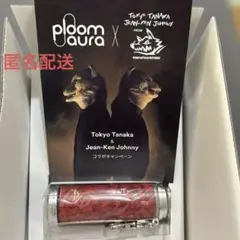 ploom aura × TOKYO TANAKA
JEAN-KEN JOHNNY
匿名配送
Tokyo Tanaka
&
Jean-Ken Johnny
コラボキャンペーン